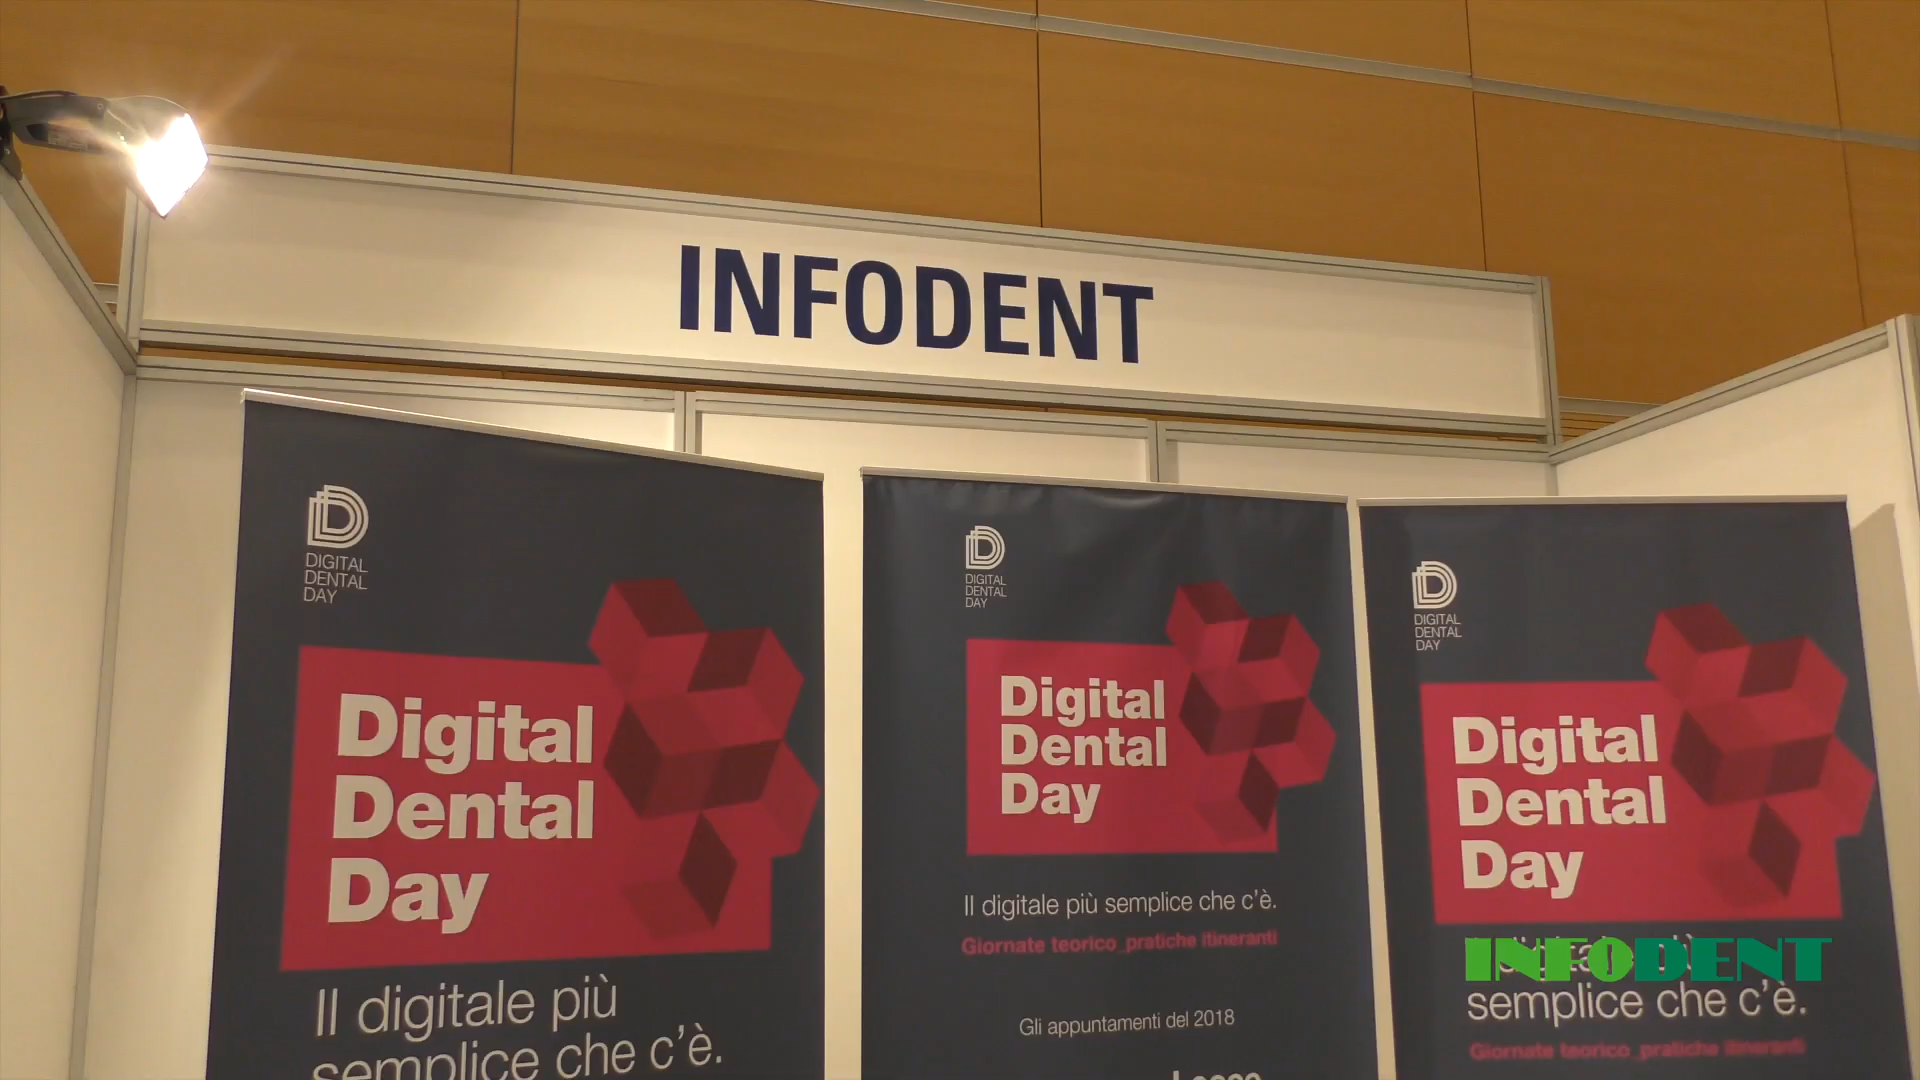 INFODENT
DIGITAL
DENTAL
DAY
Digital
Dental
Day
Il digitale più
semplice che c'è.
DIGITAL
DENTAL
DAY
Digital
Dental
Day
Il digitale più semplice che c'è.
Giornate teorico_pratiche itineranti
Gli appuntamenti del 2018
DIGITAL
DENTAL
DAY
Digital
Dental
Day
digitale più
semplice che c'è.
Giornate teorico_pratiche itineranti
INFODENT